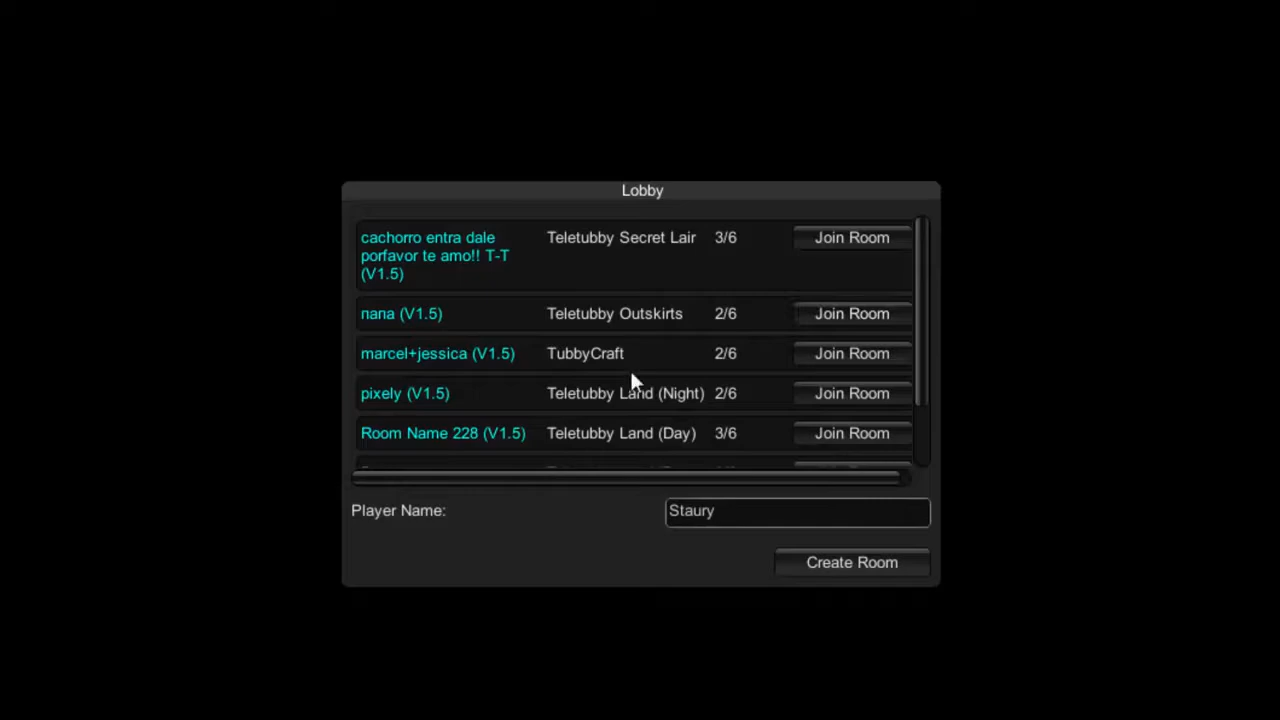 Lobby
cachorro entra dale
porfavor te amo!! T-T
(V1.5)
Teletubby Secret Lair
3/6
Join Room
nana (V1.5)
Teletubby Outskirts
2/6
Join Room
marcel+jessica (V1.5)
TubbyCraft
2/6
Join Room
pixely (V1.5)
Teletubby Land (Night)
2/6
Join Room
Room Name 228 (V1.5)
Teletubby Land (Day)
3/6
Join Room
Player Name:
Staury
Create Room